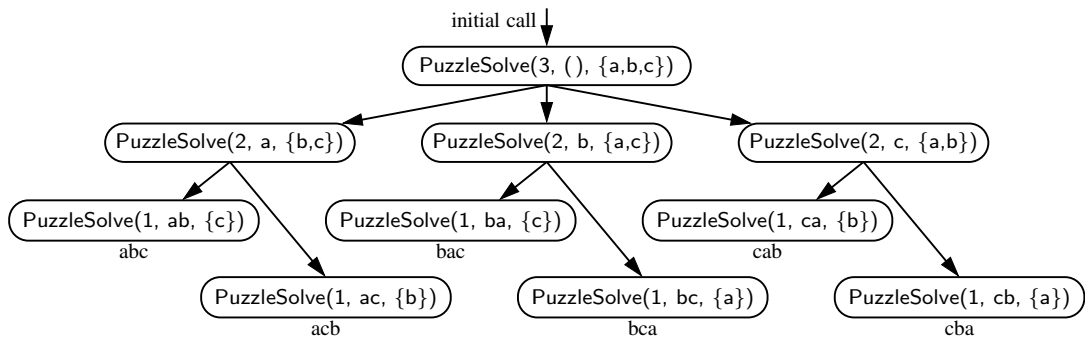 initial call
PuzzleSolve(3, ( ), {a,b,c})
PuzzleSolve(2, a, {b,c})
PuzzleSolve(2, b, {a,c})
PuzzleSolve(2, c, {a,b})
PuzzleSolve(1, ab, {c})
PuzzleSolve(1, ba, {c})
PuzzleSolve(1, ca, {b})
abc
bac
cab
PuzzleSolve(1, ac, {b})
PuzzleSolve(1, bc, {a})
PuzzleSolve(1, cb, {a})
acb
bca
cba